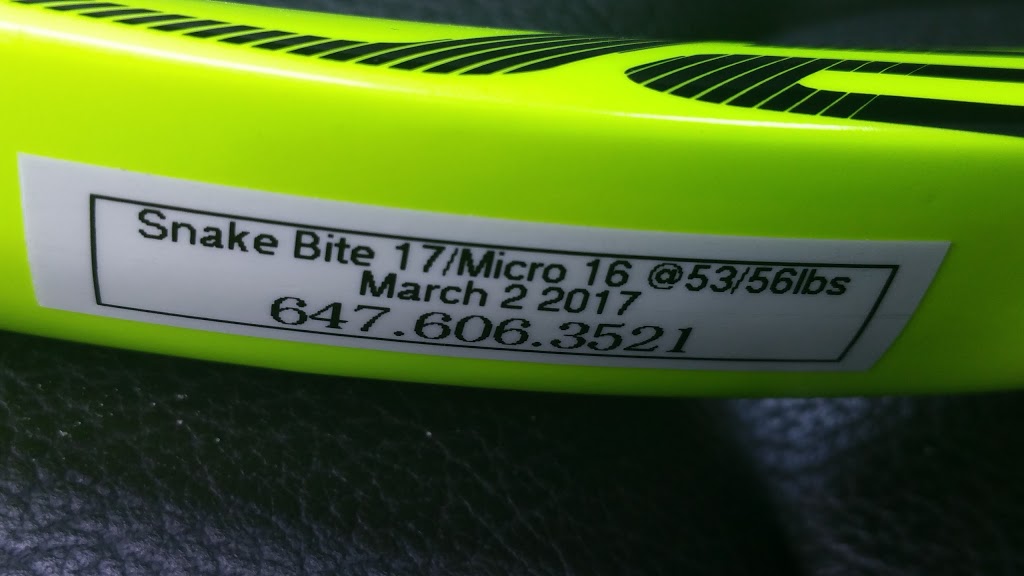 Snake Bite 17/Micro 16 @53/56lbs
March 2 2017
647.606.3521